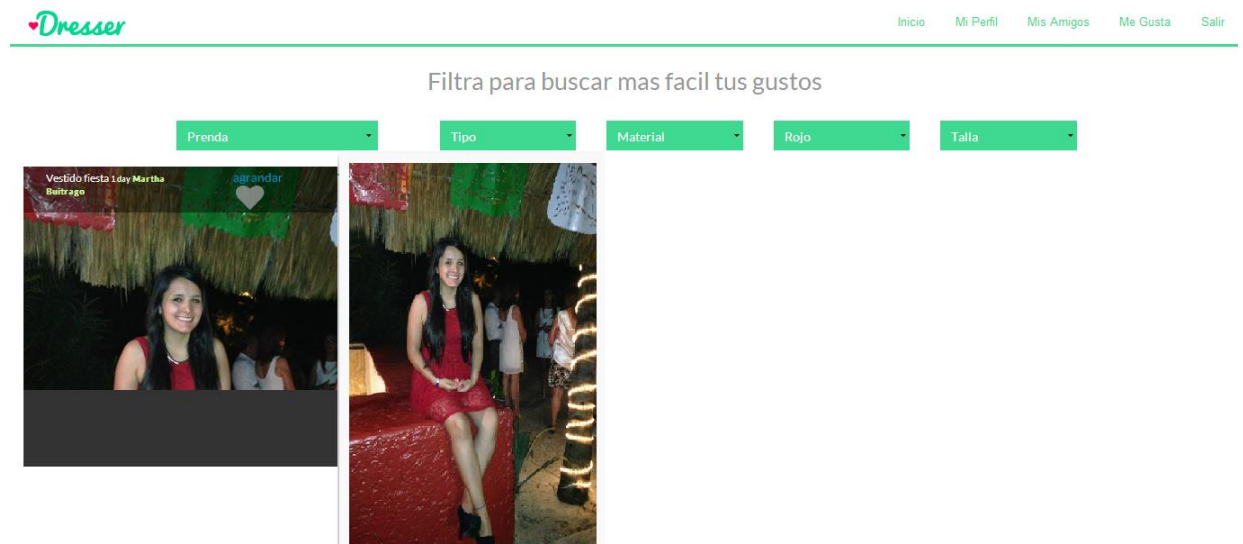 Dresser
Inicio Mi Perfil Mis Amigos Me Gusta Salir
Filtra para buscar mas facil tus gustos
Prenda Tipo Material Rojo Talla
Vestido fiesta 1 day Martha
Buitrago
agrandar